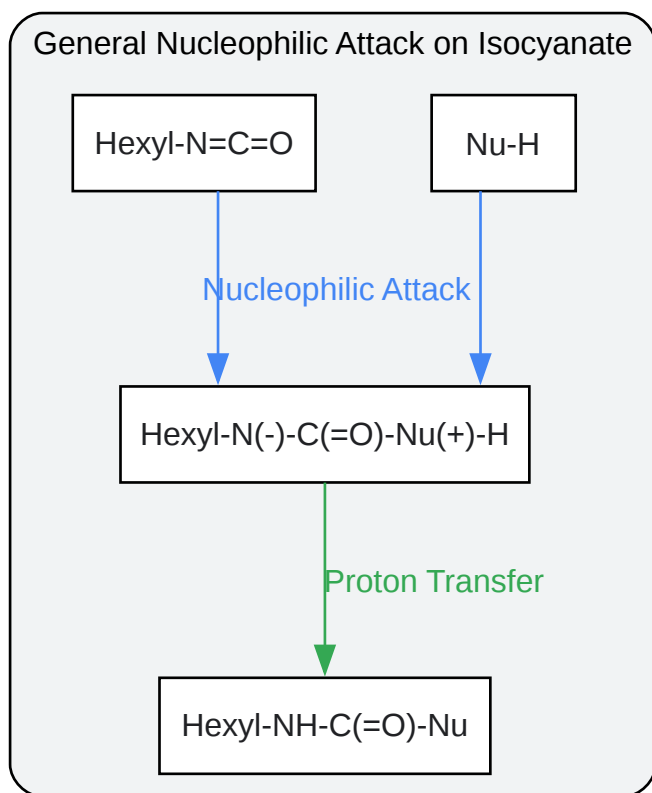 General Nucleophilic Attack on Isocyanate
Hexyl-N=C=O
Nu-H
Nucleophilic Attack
Hexyl-N(-)-C(=O)-Nu(+)-H
Proton Transfer
Hexyl-NH-C(=O)-Nu